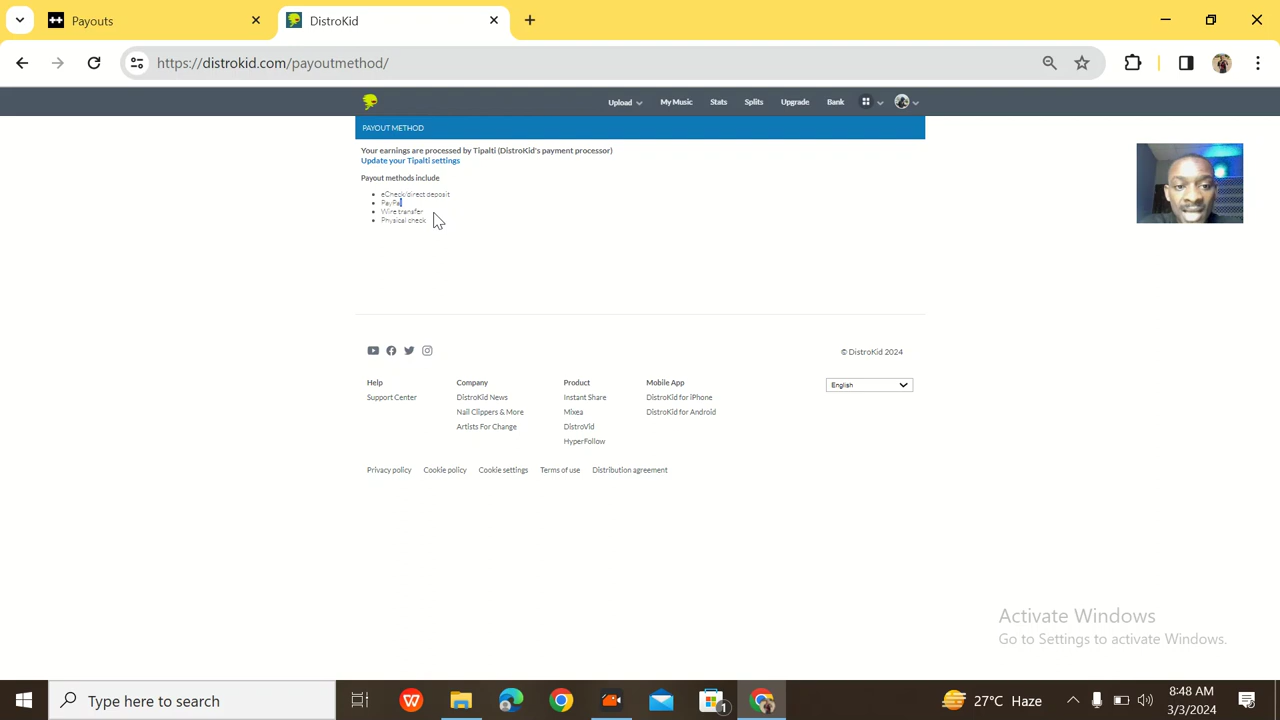 Payouts
DistroKid
https://distrokid.com/payoutmethod/
Upload My Music Stats Splits Upgrade Bank
PAYOUT METHOD
Your earnings are processed by Tipalti (DistroKid's payment processor)
Update your Tipalti settings
Payout methods include
eCheck/direct deposit
PayPal
Wire transfer
Physical check
© DistroKid 2024
Help Company Product Mobile App
English
Support Center DistroKid News Instant Share DistroKid for iPhone
Nail Clippers & More Mixea DistroKid for Android
Artists For Change DistroVid
HyperFollow
Privacy policy Cookie policy Cookie settings Terms of use Distribution agreement
Activate Windows
Go to Settings to activate Windows.
Type here to search
W
1
27°C Haze
8:48 AM
3/3/2024